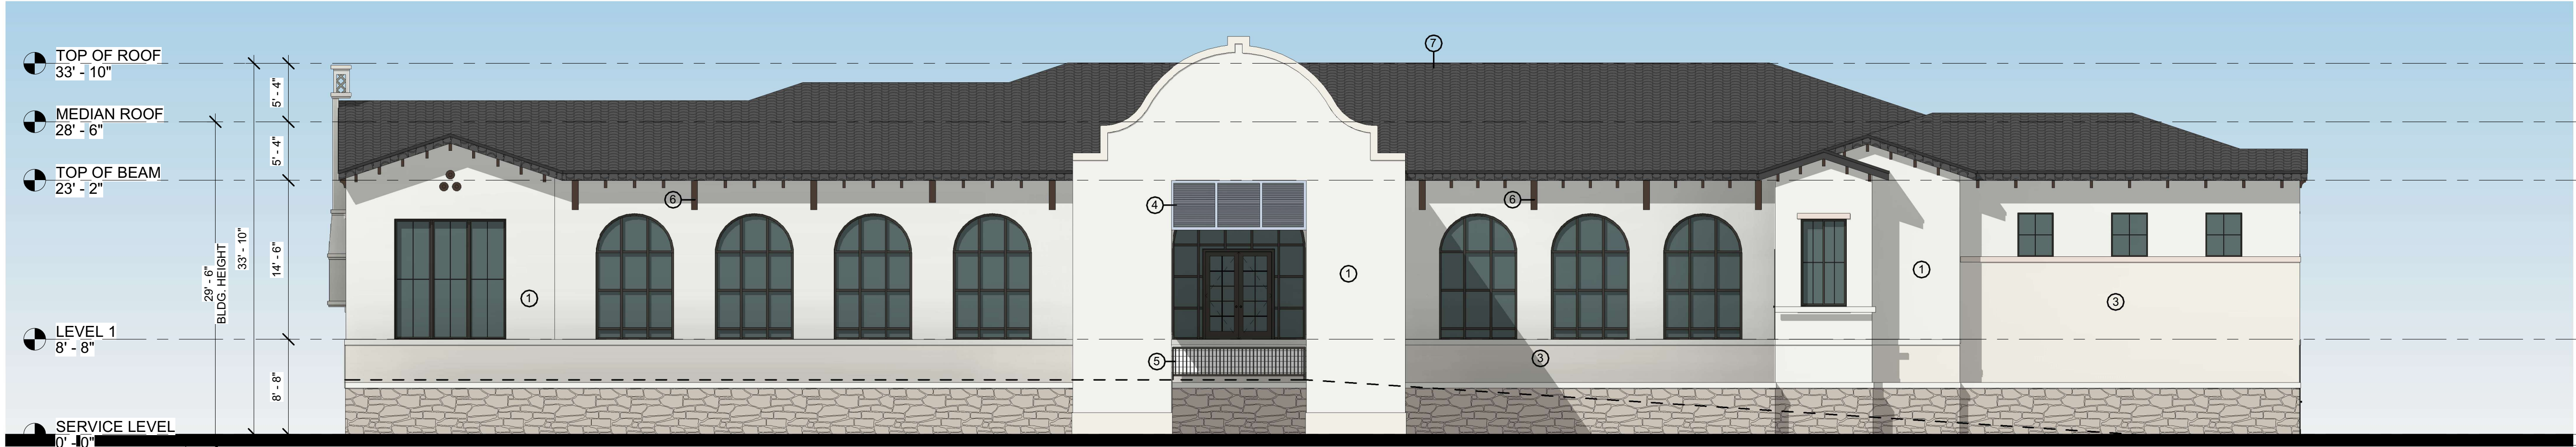 TOP OF ROOF
33' - 10"
MEDIAN ROOF
28' - 6"
TOP OF BEAM
23' - 2"
LEVEL 1
8' - 8"
SERVICE LEVEL
0' - 0"
29' - 6"
BLDG. HEIGHT
33' - 10"
5' - 4"
5' - 4"
14' - 6"
8' - 8"
7
6
4
6
1
1
1
3
5
3